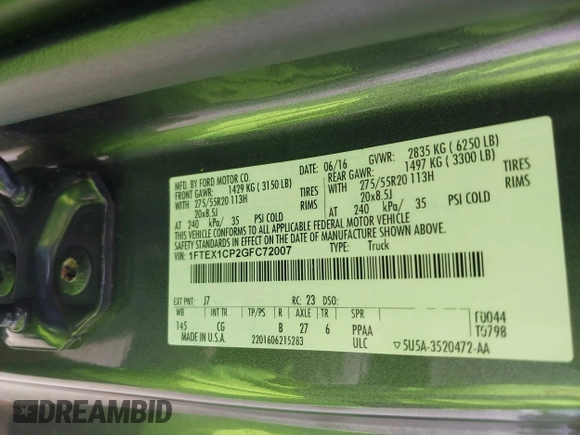 MFD. BY FORD MOTOR CO.
06/16 GVWR: 2835 KG ( 6250 LB)
FRONT GAWR: 1429 KG ( 3150 LB)
REAR GAWR: 1497 KG ( 3300 LB)
WITH 275/55R20 113H TIRES
WITH 275/55R20 113H TIRES
20x8.5J RIMS
20x8.5J RIMS
AT 240 kPa/ 35 PSI COLD
AT 240 kPa/ 35 PSI COLD
THIS VEHICLE CONFORMS TO ALL APPLICABLE FEDERAL MOTOR VEHICLE
SAFETY STANDARDS IN EFFECT ON THE DATE OF MANUFACTURE SHOWN ABOVE.
VIN: 1FTEX1CP2GFC72007
TYPE: Truck
EXT PNT: J7 RC: 23 DSO:
WB INT TR TP/PS R AXLE TR SPR
145 CG B 27 6 PPAA
F0044
T0798
MADE IN U.S.A. 2201606215283 ULC
▽5U5A-3520472-AA
DREAMBID